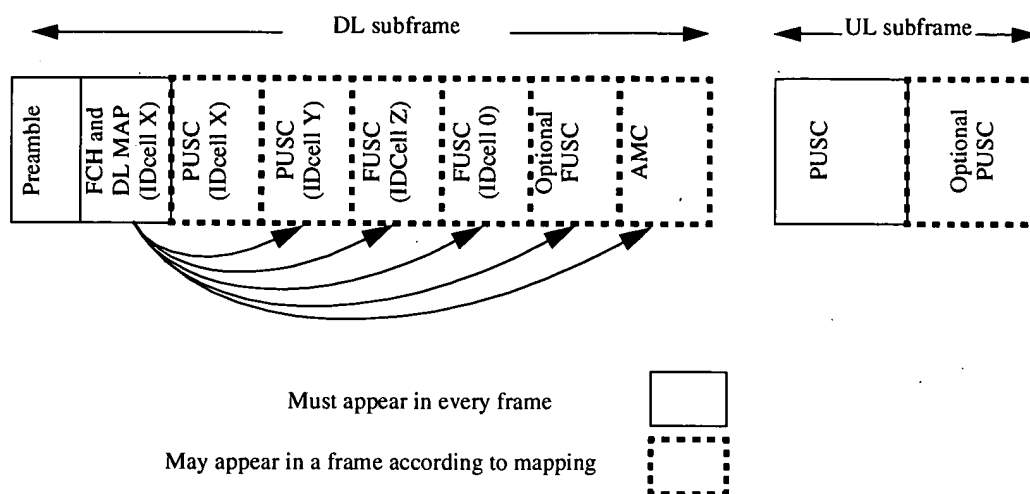 DL subframe
UL subframe
Preamble
FCH and
DL MAP
(IDcell X)
PUSC
(IDcell X)
PUSC
(IDcell Y)
FUSC
(IDCell Z)
FUSC
(IDcell 0)
Optional
FUSC
AMC
PUSC
Optional
PUSC
Must appear in every frame
May appear in a frame according to mapping